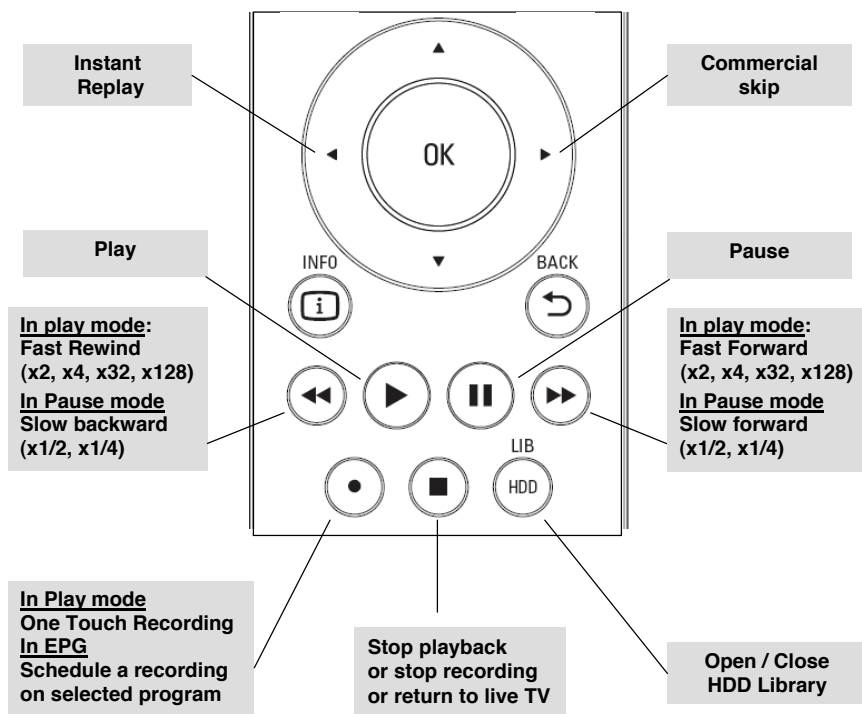 Instant
Replay
Commercial
skip
OK
Play
Pause
INFO
BACK
i
In play mode:
Fast Rewind
(x2, x4, x32, x128)
In Pause mode
Slow backward
(x1/2, x1/4)
In play mode:
Fast Forward
(x2, x4, x32, x128)
In Pause mode
Slow forward
(x1/2, x1/4)
LIB
HDD
In Play mode
One Touch Recording
In EPG
Schedule a recording
on selected program
Stop playback
or stop recording
or return to live TV
Open / Close
HDD Library